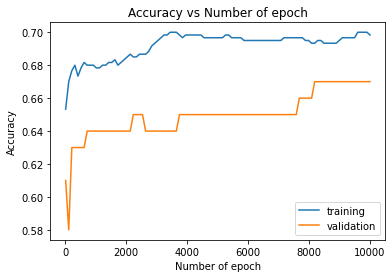 Accuracy vs Number of epoch
0.70
0.68
0.66
0.64
0.62
0.60
0.58
Accuracy
0 2000 4000 6000 8000 10000
Number of epoch
training
validation